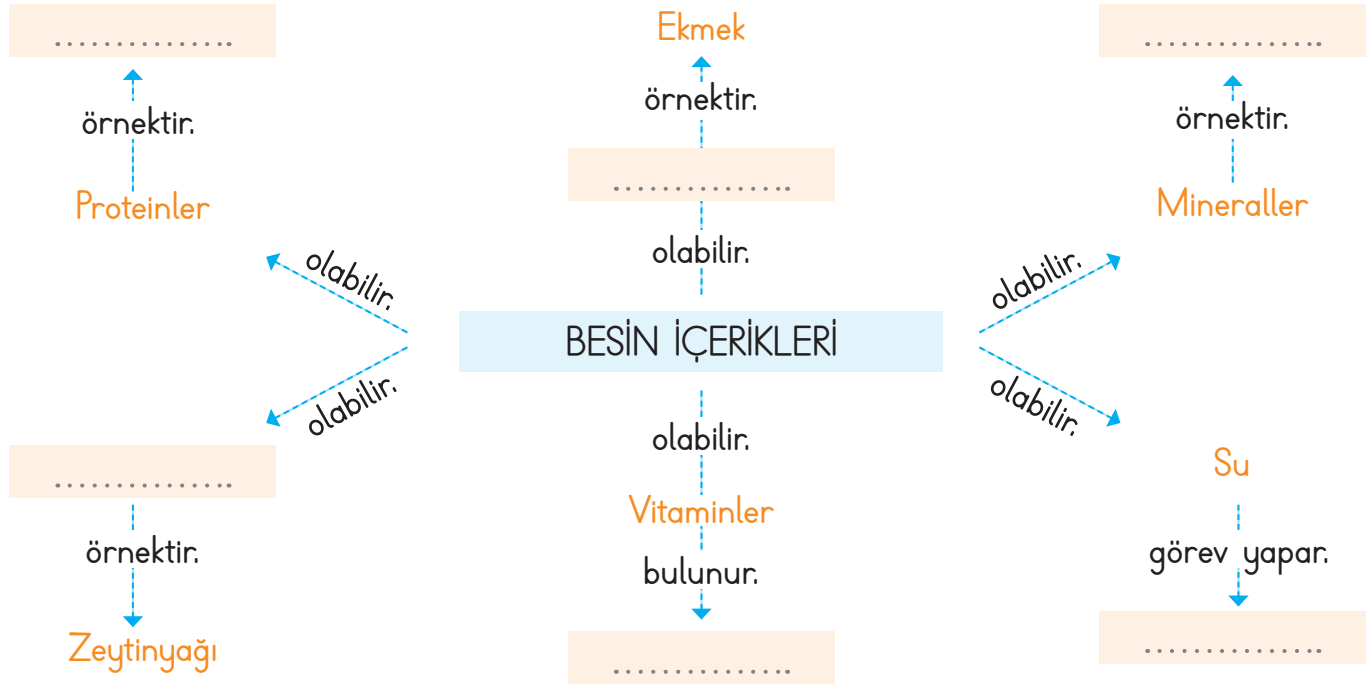 ...............
Ekmek
...............
örnektir.
örnektir.
örnektir.
...............
Proteinler
Mineraller
olabilir.
olabilir.
olabilir.
BESİN İÇERİKLERİ
olabilir.
olabilir.
olabilir.
...............
Su
Vitaminler
örnektir.
görev yapar.
bulunur.
Zeytinyağı
...............
...............